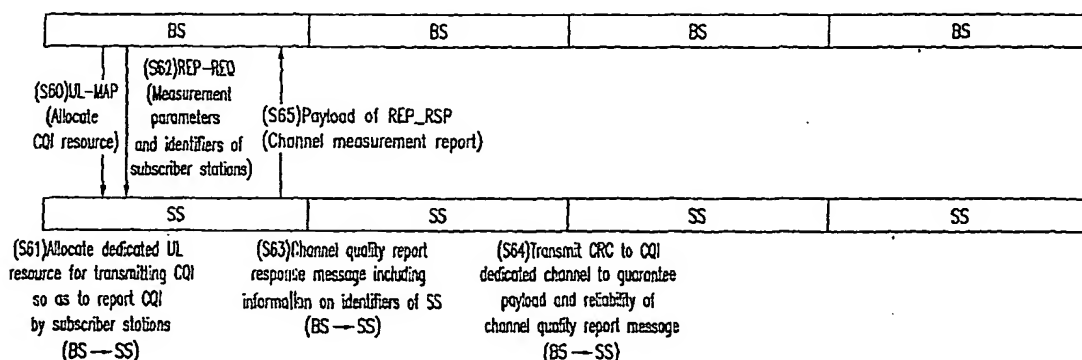 BS BS BS BS
(S60)UL-MAP
(Allocate
CQI resource)
(S62)REP-REQ
(Measurement
parameters
and identifiers of
subscriber stations)
(S65)Payload of REP_RSP
(Channel measurement report)
SS SS SS SS
(S61)Allocate dedicated UL
resource for transmitting CQI
so as to report CQI
by subscriber stations
(BS→SS)
(S63)Channel quality report
response message including
information on identifiers of SS
(BS→SS)
(S64)Transmit CRC to CQI
dedicated channel to guarantee
payload and reliability of
channel quality report message
(BS→SS)